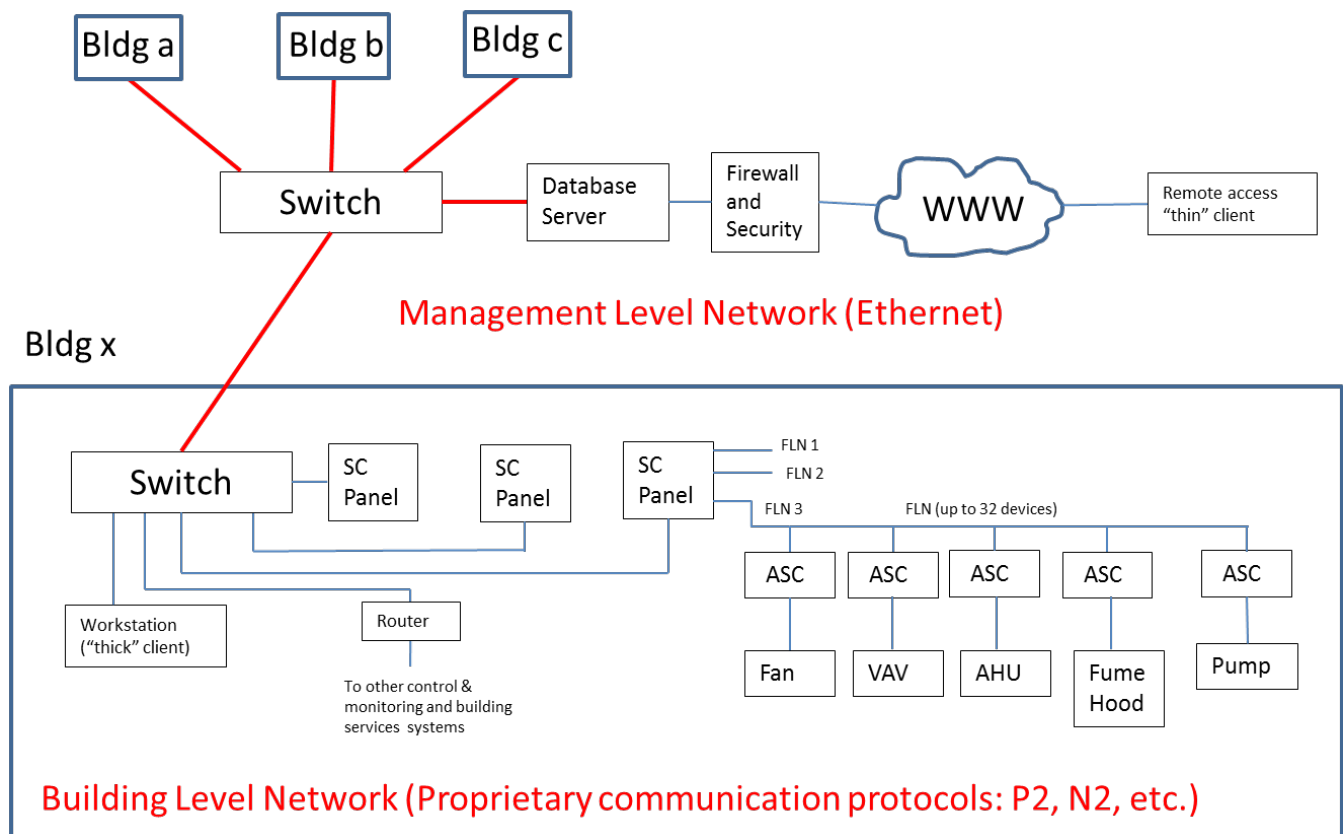 Bldg a
Bldg b
Bldg c
Switch
Database
Server
Firewall
and
Security
WWW
Remote access
“thin” client
Management Level Network (Ethernet)
Bldg x
Switch
SC
Panel
SC
Panel
SC
Panel
FLN 1
FLN 2
FLN 3
FLN (up to 32 devices)
ASC
ASC
ASC
ASC
ASC
Workstation
(“thick” client)
Router
Fan
VAV
AHU
Fume
Hood
Pump
To other control &
monitoring and building
services  systems
Building Level Network (Proprietary communication protocols: P2, N2, etc.)